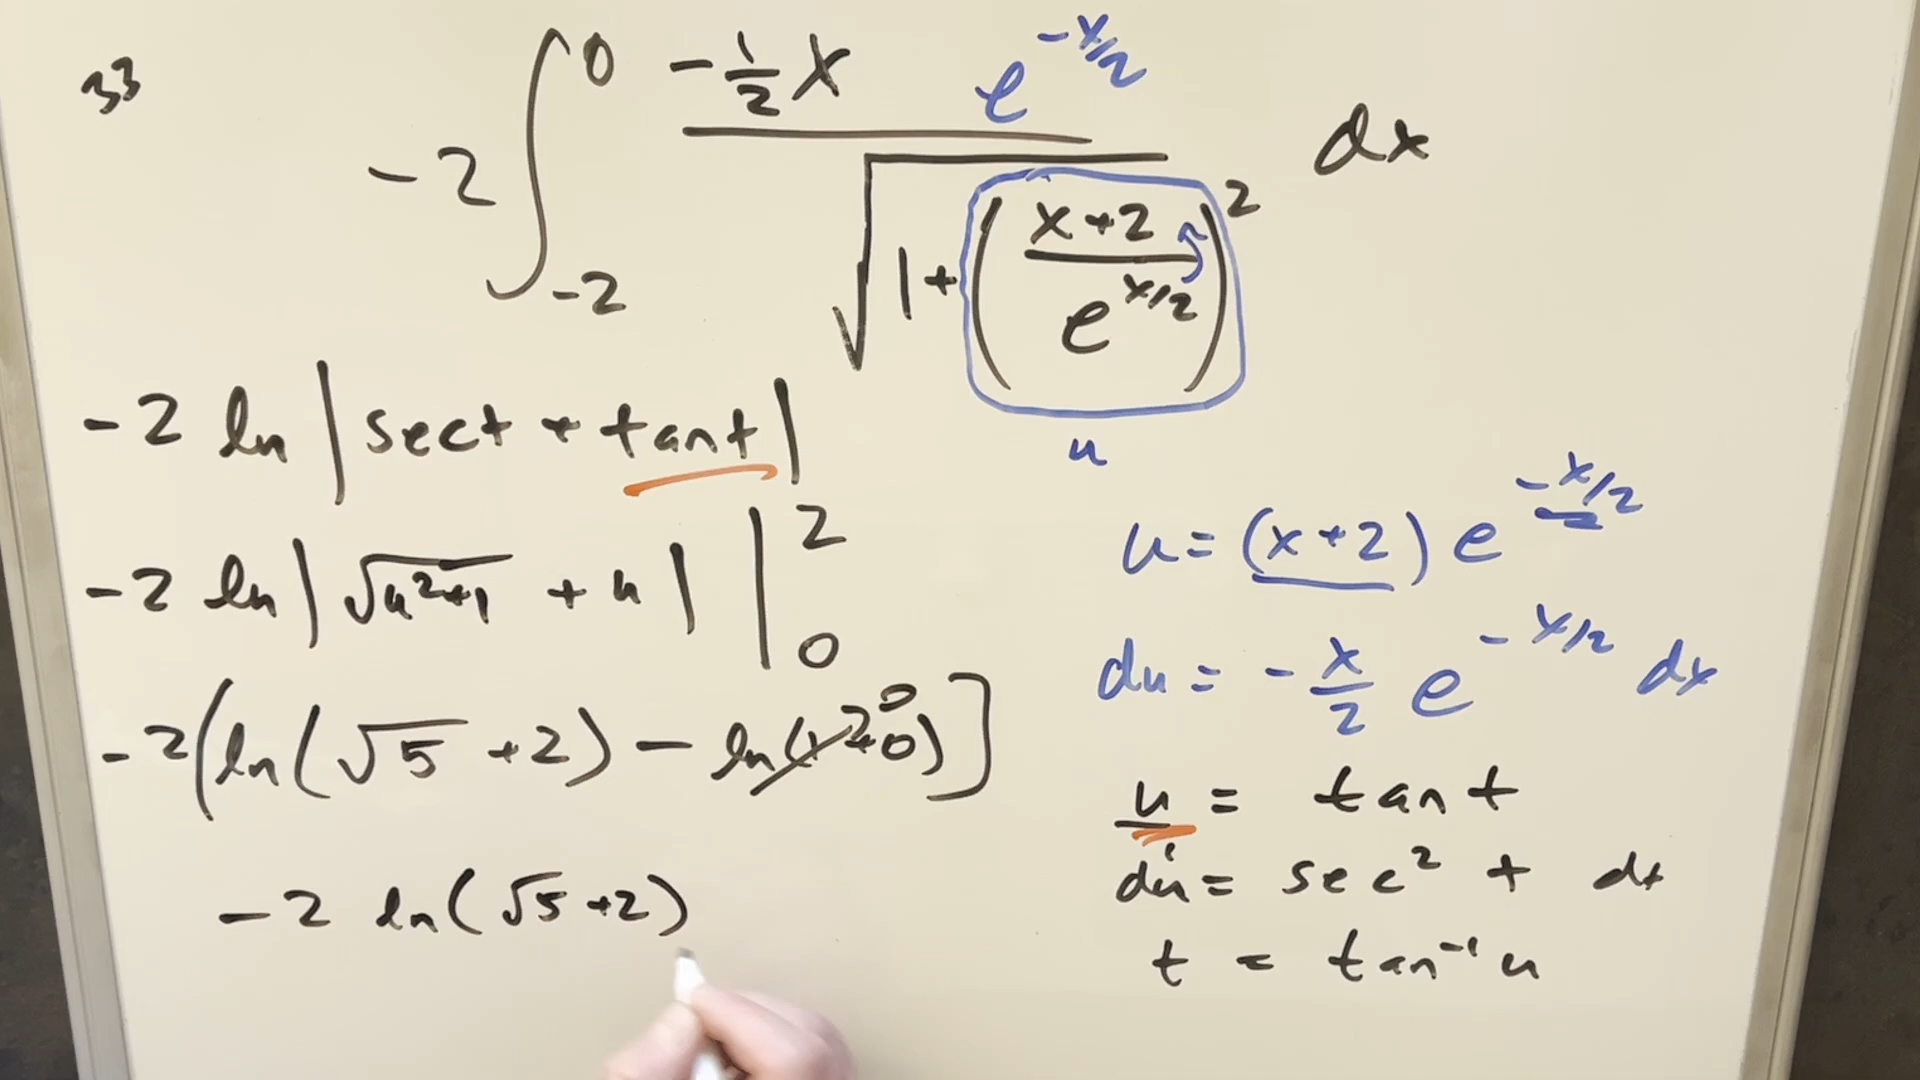 33
-2 ∫_{-2}^{0} (-½x e^{-x/2}) / √(1+((x+2)/e^{x/2})²) dx
u
-2 ln|sect + tant|
-2 ln|√(u²+1) + u| |_0^2
-2(ln(√5 +2) - ln(1+0)]
0
-2 ln(√5+2)
u = (x+2) e^{-x/2}
du = -x/2 e^{-x/2} dx
u = tant
du = sec² t dt
t = tan⁻¹ u